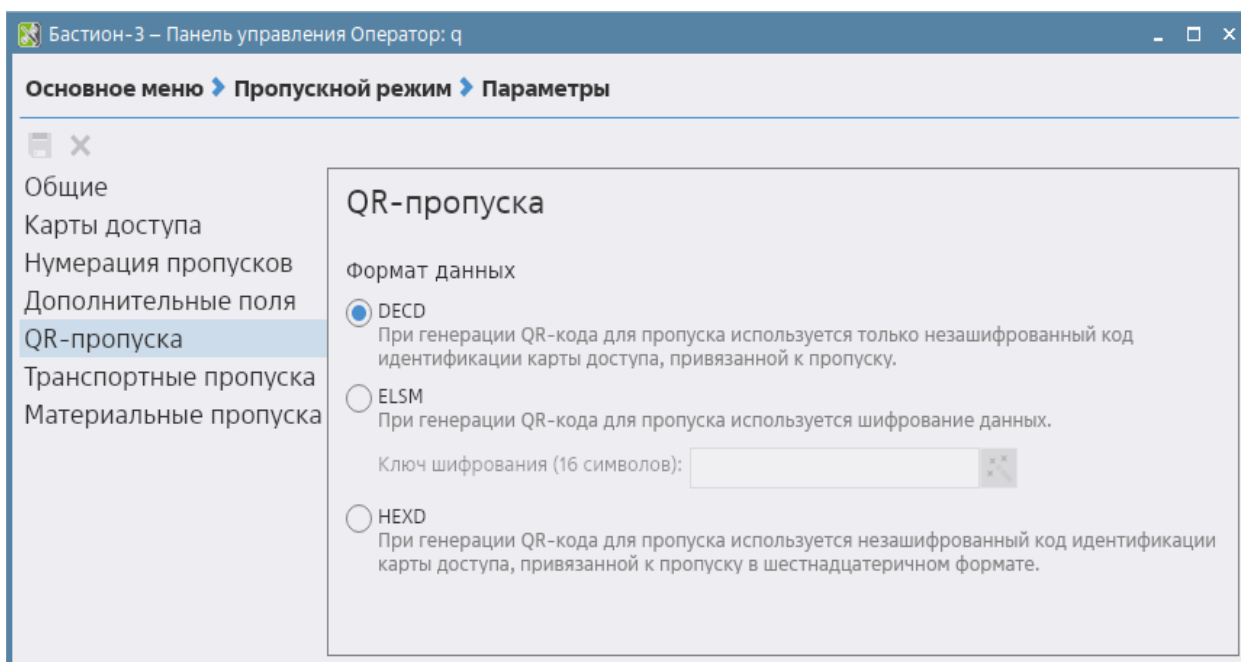 Бастион-3 – Панель управления Оператор: q
Основное меню Пропускной режим Параметры
Общие
Карты доступа
Нумерация пропусков
Дополнительные поля
QR-пропуска
Транспортные пропуска
Материальные пропуска
QR-пропуска
Формат данных
DECD
При генерации QR-кода для пропуска используется только незашифрованный код
идентификации карты доступа, привязанной к пропуску.
ELSM
При генерации QR-кода для пропуска используется шифрование данных.
Ключ шифрования (16 символов):
HEXD
При генерации QR-кода для пропуска используется незашифрованный код идентификации
карты доступа, привязанной к пропуску в шестнадцатеричном формате.